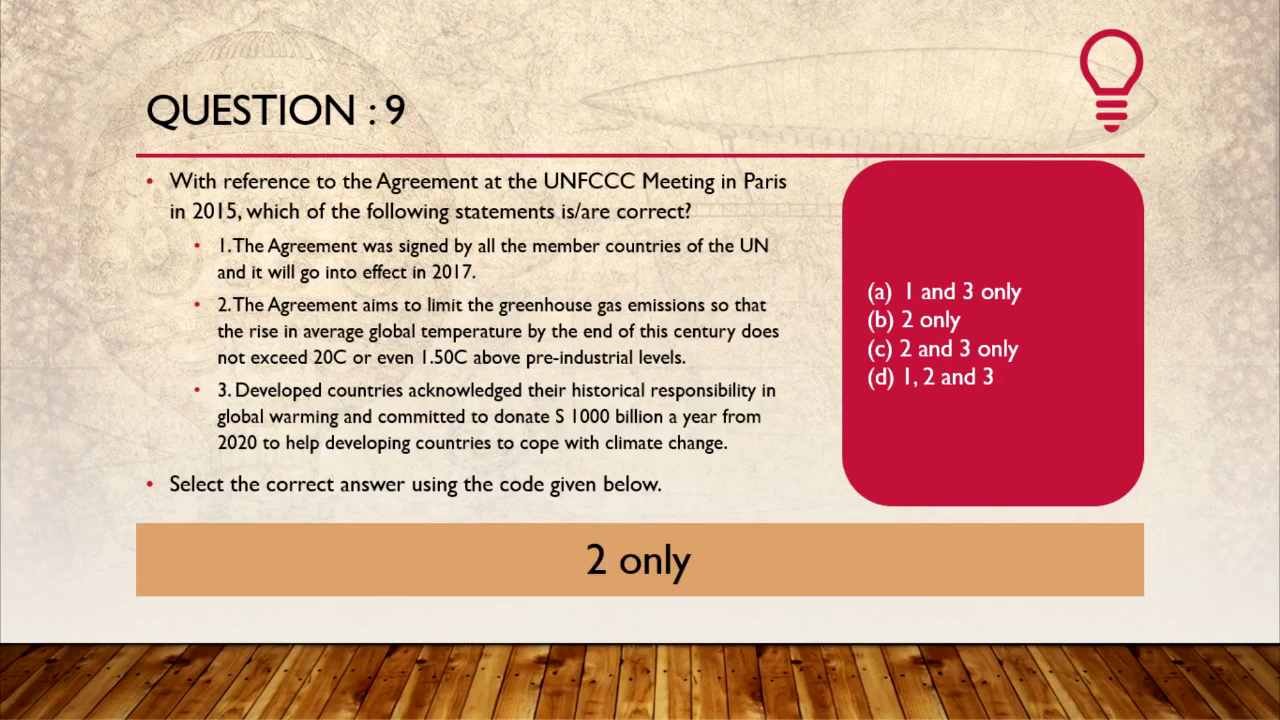 QUESTION : 9
• With reference to the Agreement at the UNFCCC Meeting in Paris
in 2015, which of the following statements is/are correct?
• 1.The Agreement was signed by all the member countries of the UN
and it will go into effect in 2017.
• 2.The Agreement aims to limit the greenhouse gas emissions so that
the rise in average global temperature by the end of this century does
not exceed 20C or even 1.50C above pre-industrial levels.
• 3. Developed countries acknowledged their historical responsibility in
global warming and committed to donate S 1000 billion a year from
2020 to help developing countries to cope with climate change.
• Select the correct answer using the code given below.
(a) 1 and 3 only
(b) 2 only
(c) 2 and 3 only
(d) 1, 2 and 3
2 only